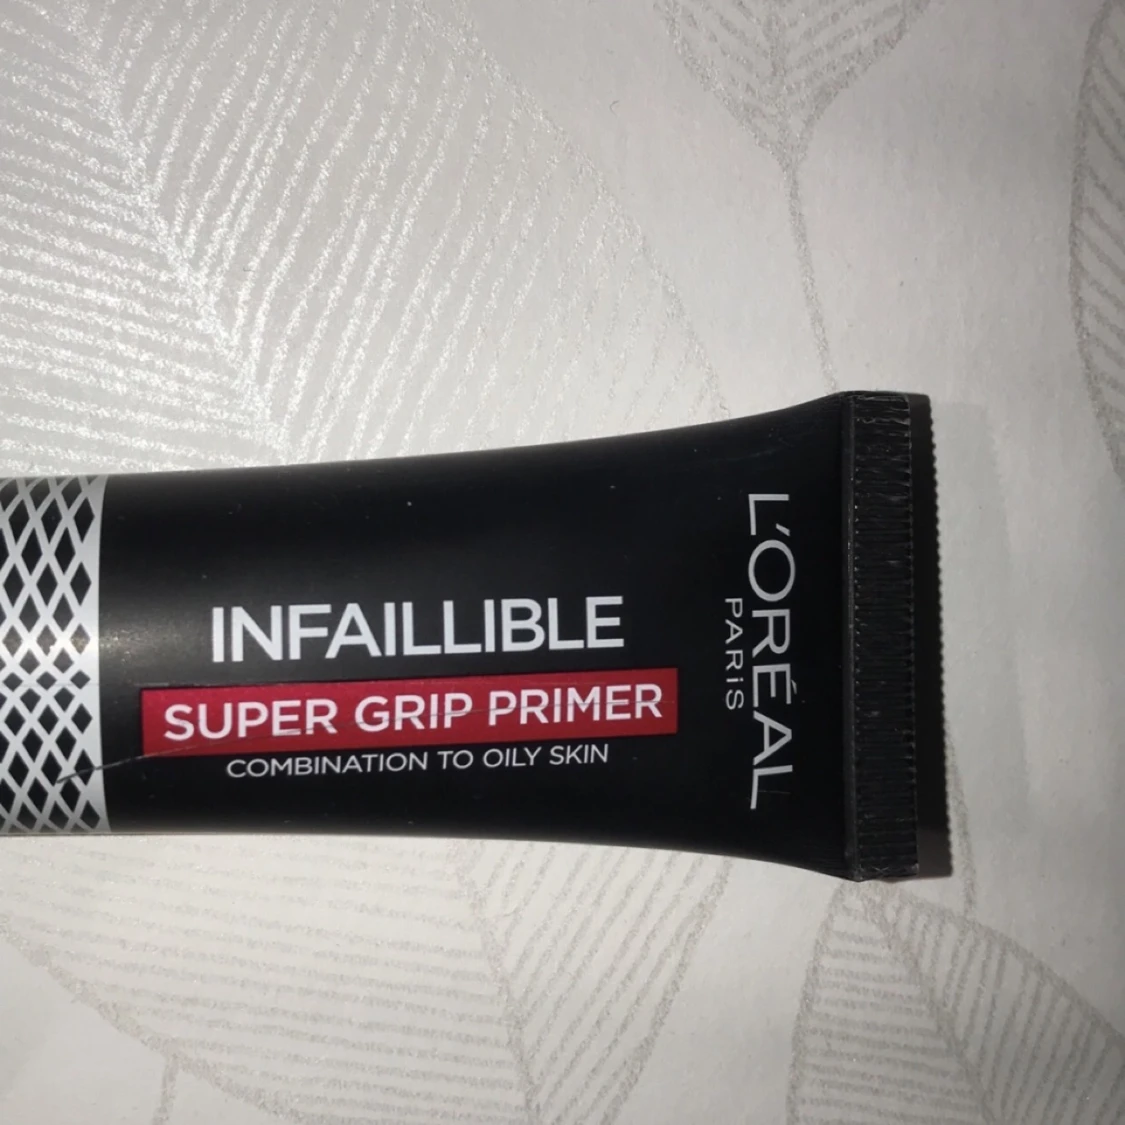 INFAILLIBLE
SUPER GRIP PRIMER
COMBINATION TO OILY SKIN
L'ORÉAL
PARiS